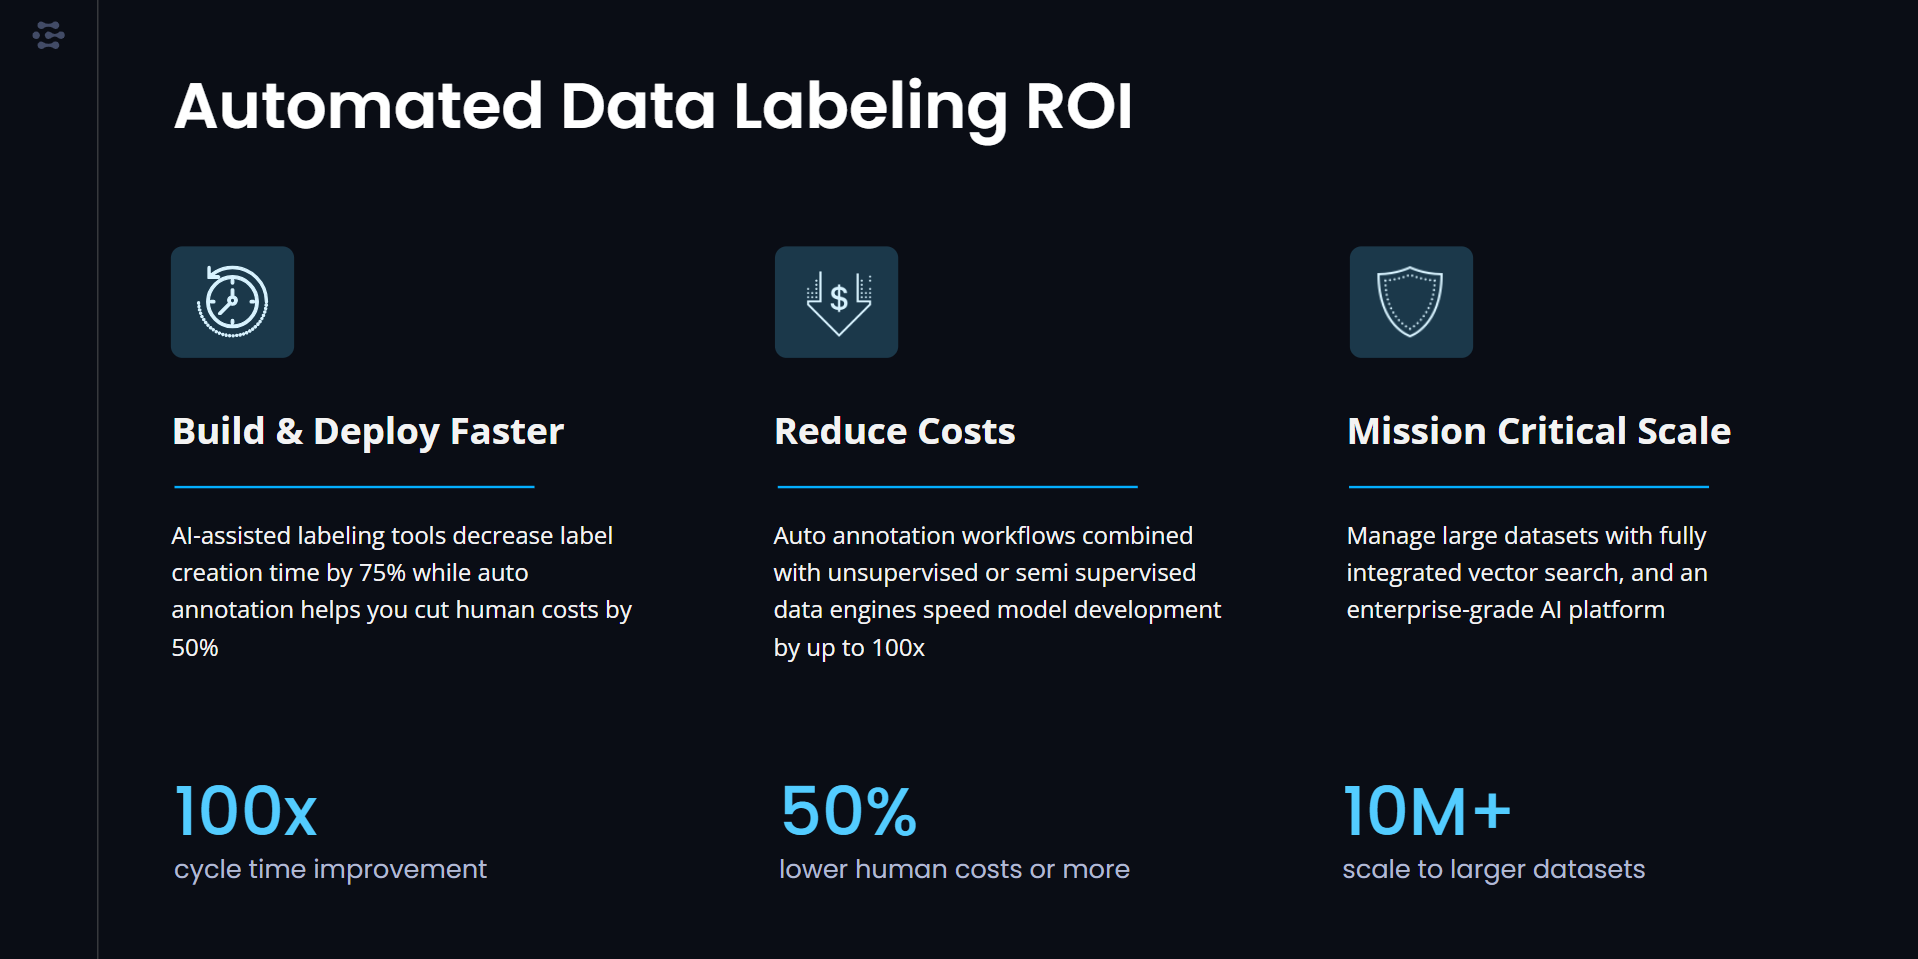 Automated Data Labeling ROI
$
Build & Deploy Faster
AI-assisted labeling tools decrease label
creation time by 75% while auto
annotation helps you cut human costs by
50%
100x
cycle time improvement
Reduce Costs
Auto annotation workflows combined
with unsupervised or semi supervised
data engines speed model development
by up to 100x
50%
lower human costs or more
Mission Critical Scale
Manage large datasets with fully
integrated vector search, and an
enterprise-grade AI platform
10M+
scale to larger datasets